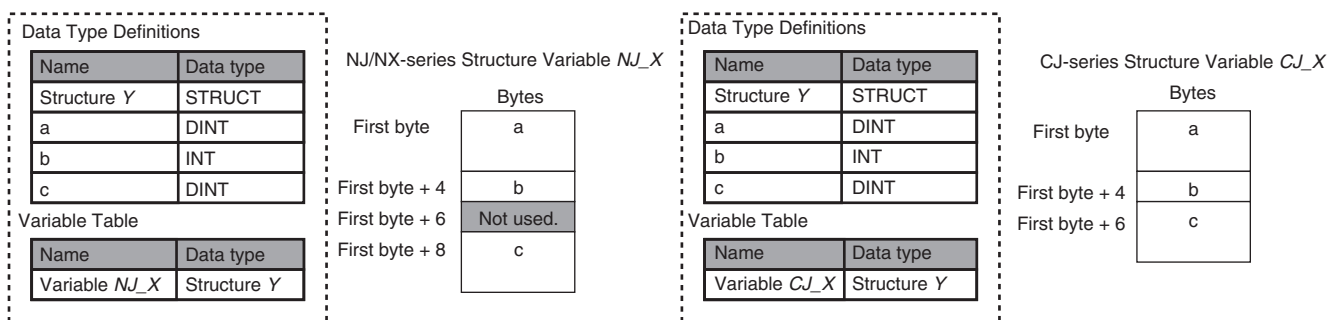 Data Type Definitions
Name Data type
Structure Y STRUCT
a DINT
b INT
c DINT
Variable Table
Name Data type
Variable NJ_X Structure Y
NJ/NX-series Structure Variable NJ_X
Bytes
First byte a
First byte + 4 b
First byte + 6 Not used.
First byte + 8 c
Data Type Definitions
Name Data type
Structure Y STRUCT
a DINT
b INT
c DINT
Variable Table
Name Data type
Variable CJ_X Structure Y
CJ-series Structure Variable CJ_X
Bytes
First byte a
First byte + 4 b
First byte + 6 c